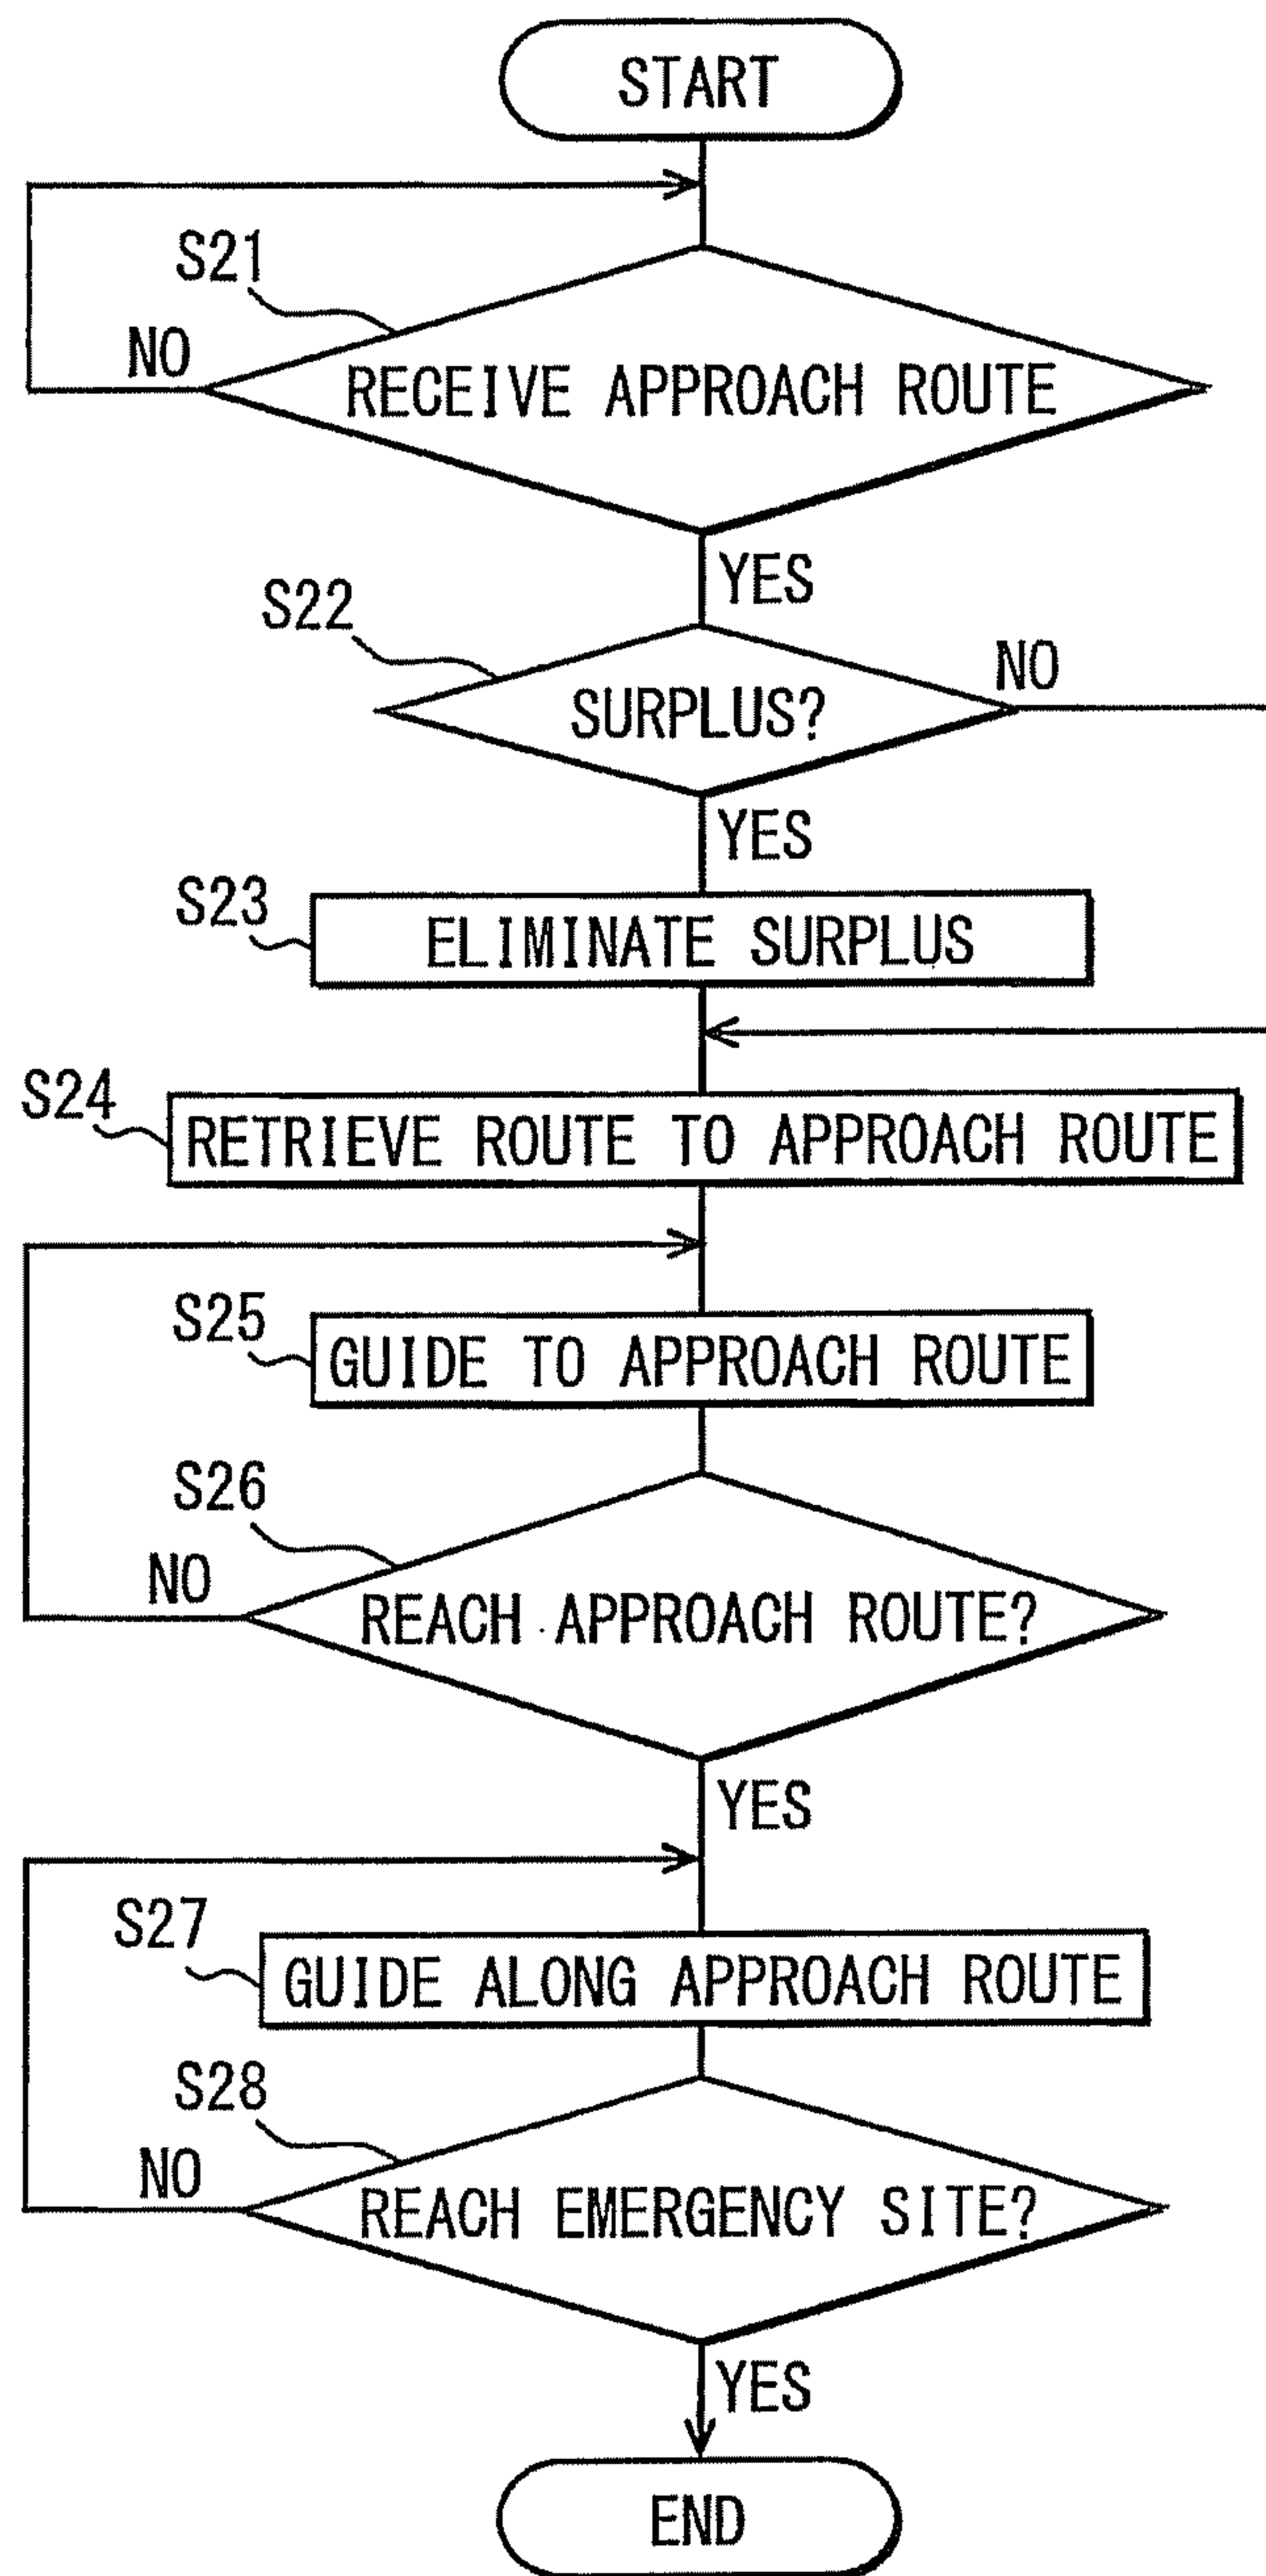 START
S21
NO
RECEIVE APPROACH ROUTE
YES
S22
NO
SURPLUS?
YES
S23
ELIMINATE SURPLUS
S24
RETRIEVE ROUTE TO APPROACH ROUTE
S25
GUIDE TO APPROACH ROUTE
S26
NO
REACH APPROACH ROUTE?
YES
S27
GUIDE ALONG APPROACH ROUTE
S28
NO
REACH EMERGENCY SITE?
YES
END